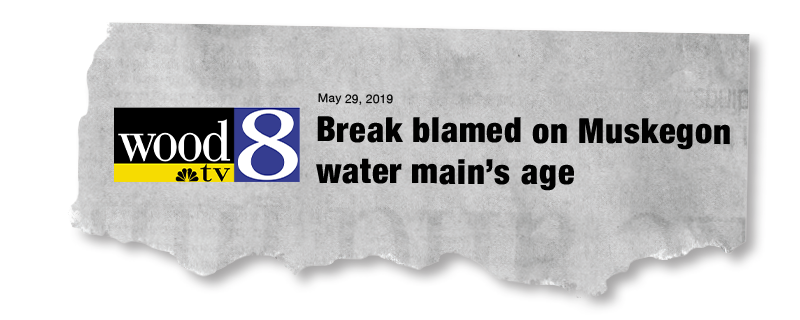 May 29, 2019
wood
tv
8
Break blamed on Muskegon
water main's age